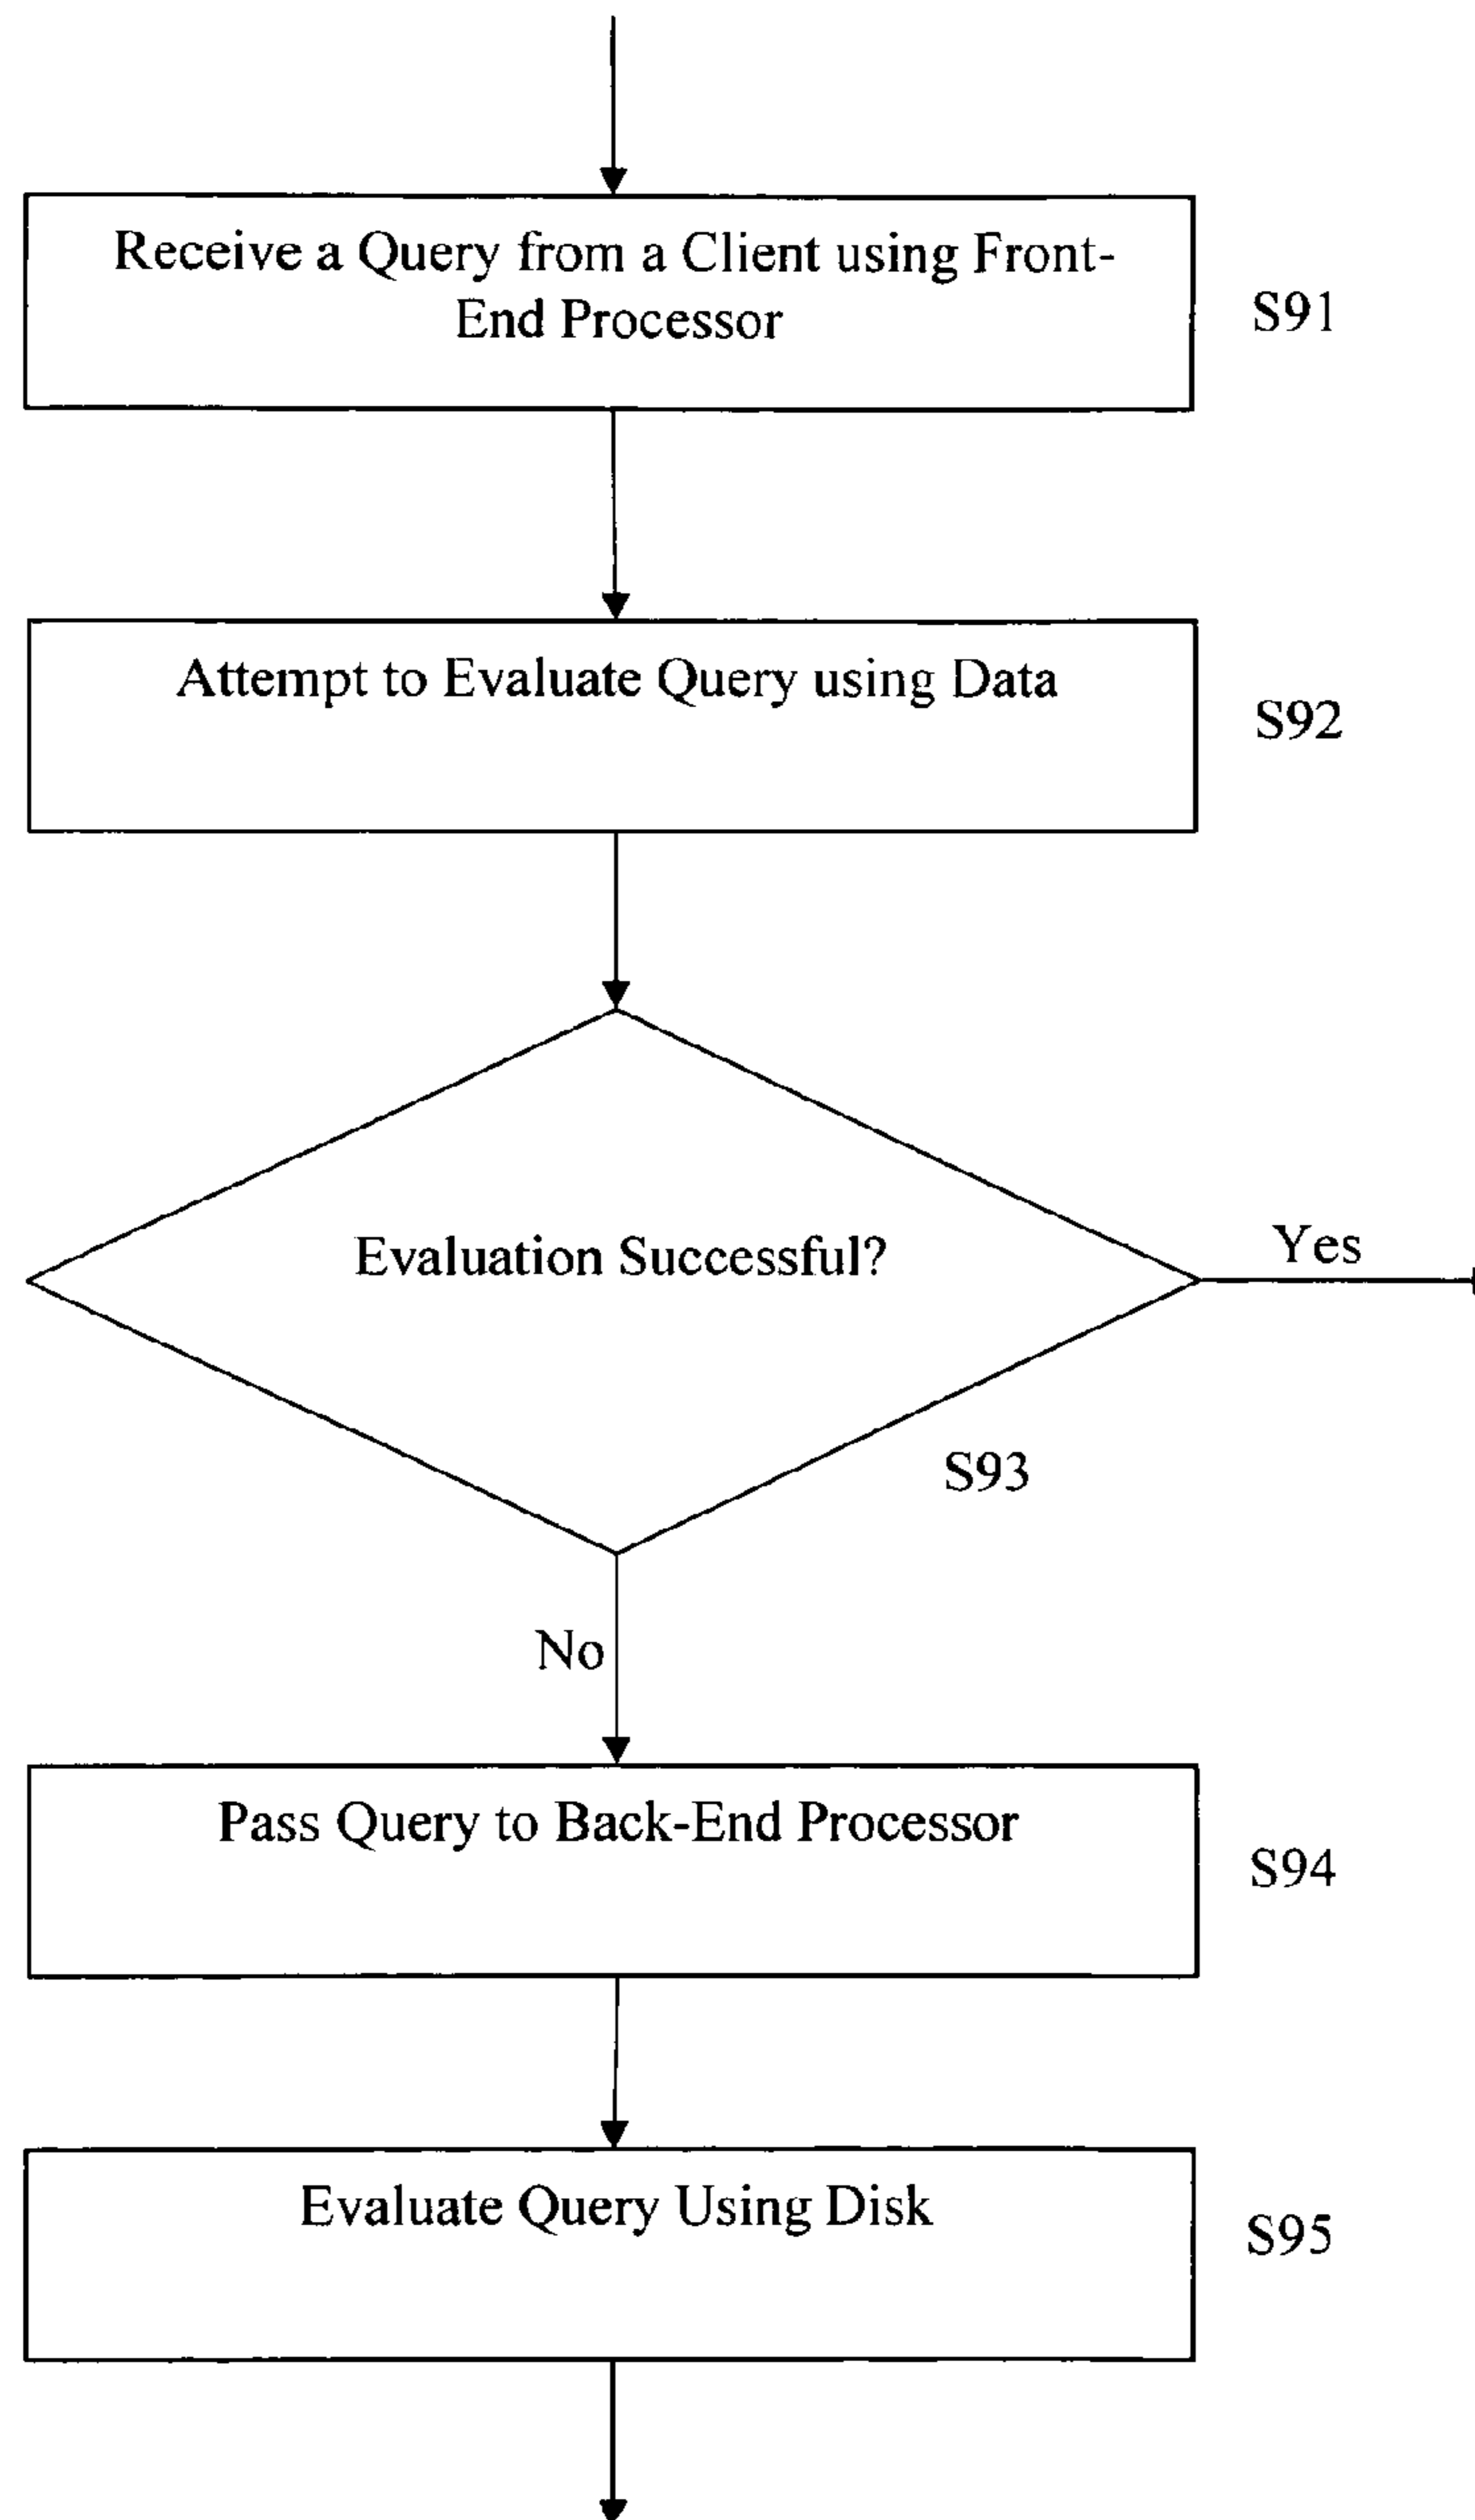 Receive a Query from a Client using Front-
End Processor
S91
Attempt to Evaluate Query using Data
S92
Evaluation Successful?
Yes
S93
No
Pass Query to Back-End Processor
S94
Evaluate Query Using Disk
S95